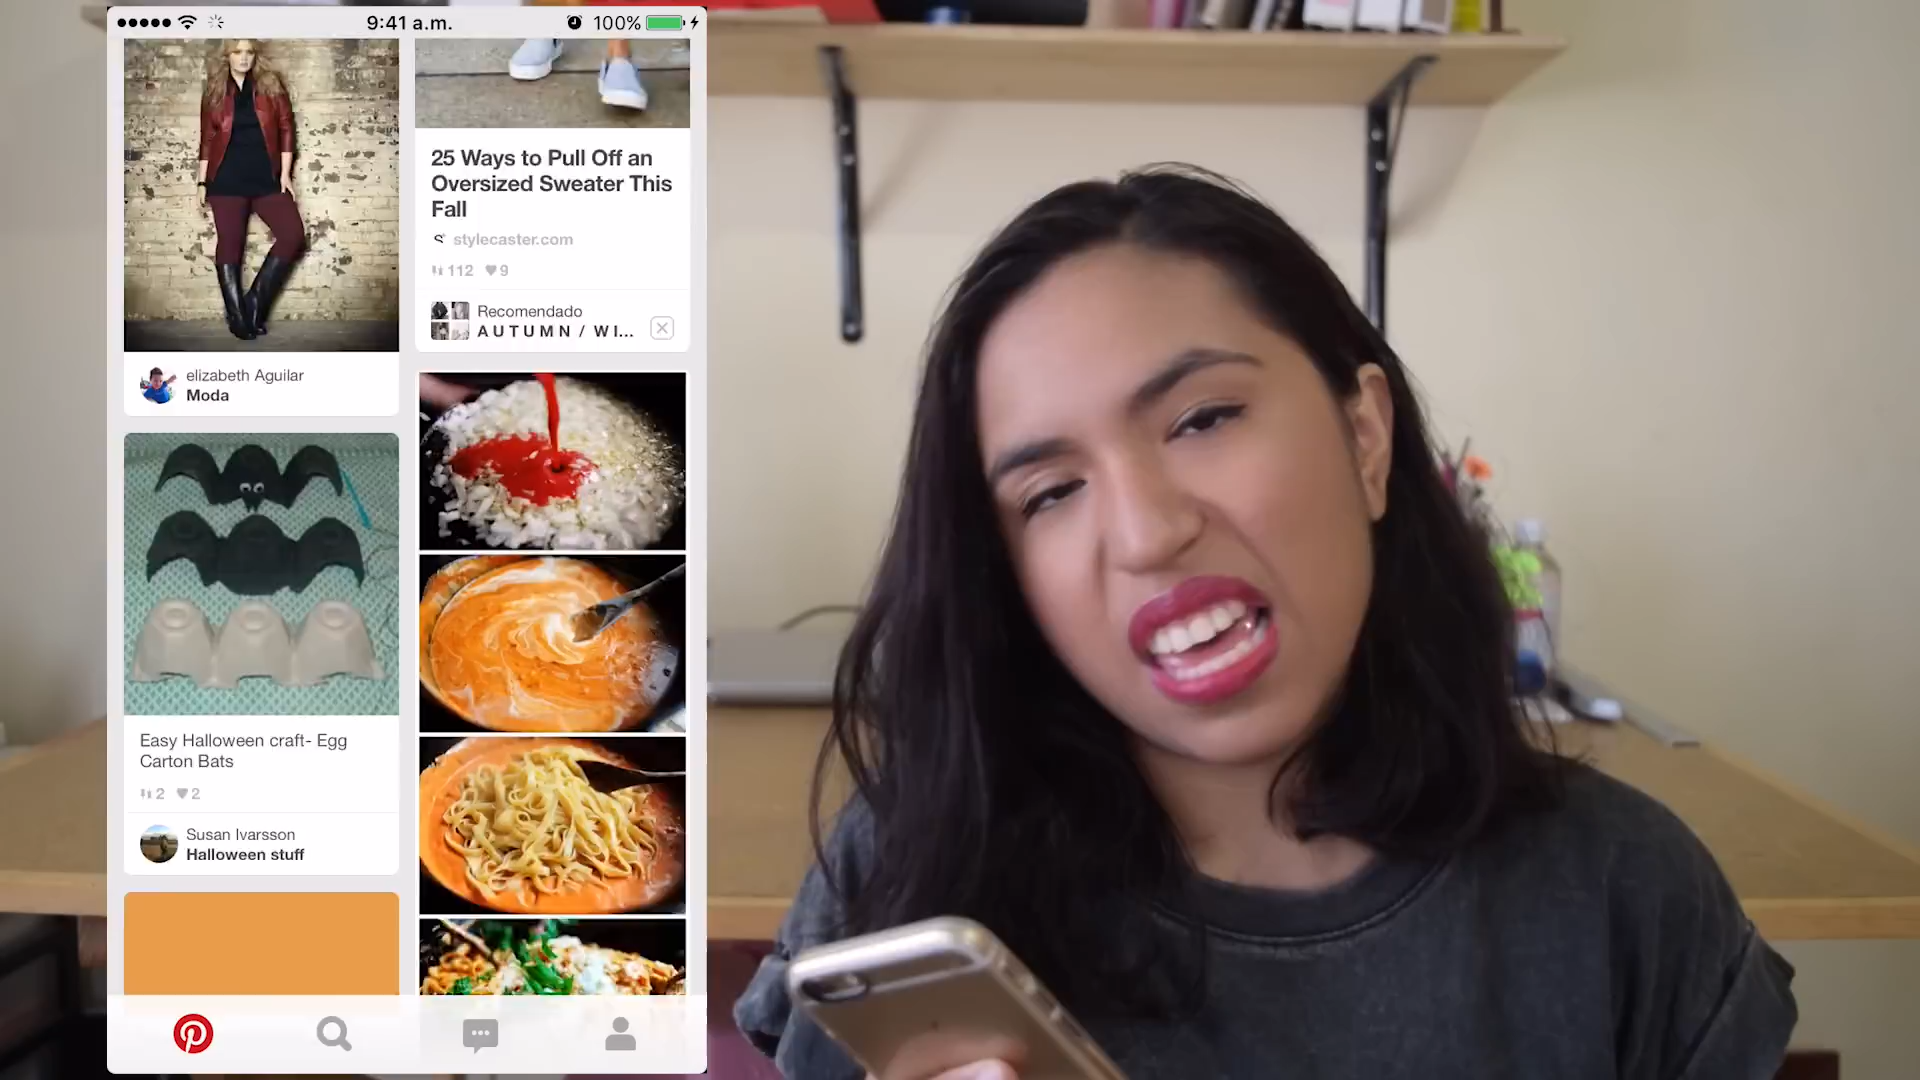 9:41 a.m.
100%
elizabeth Aguilar
Moda
Easy Halloween craft- Egg
Carton Bats
2 2
Susan Ivarsson
Halloween stuff
25 Ways to Pull Off an
Oversized Sweater This
Fall
stylecaster.com
112 9
Recomendado
AUTUMN / WI...